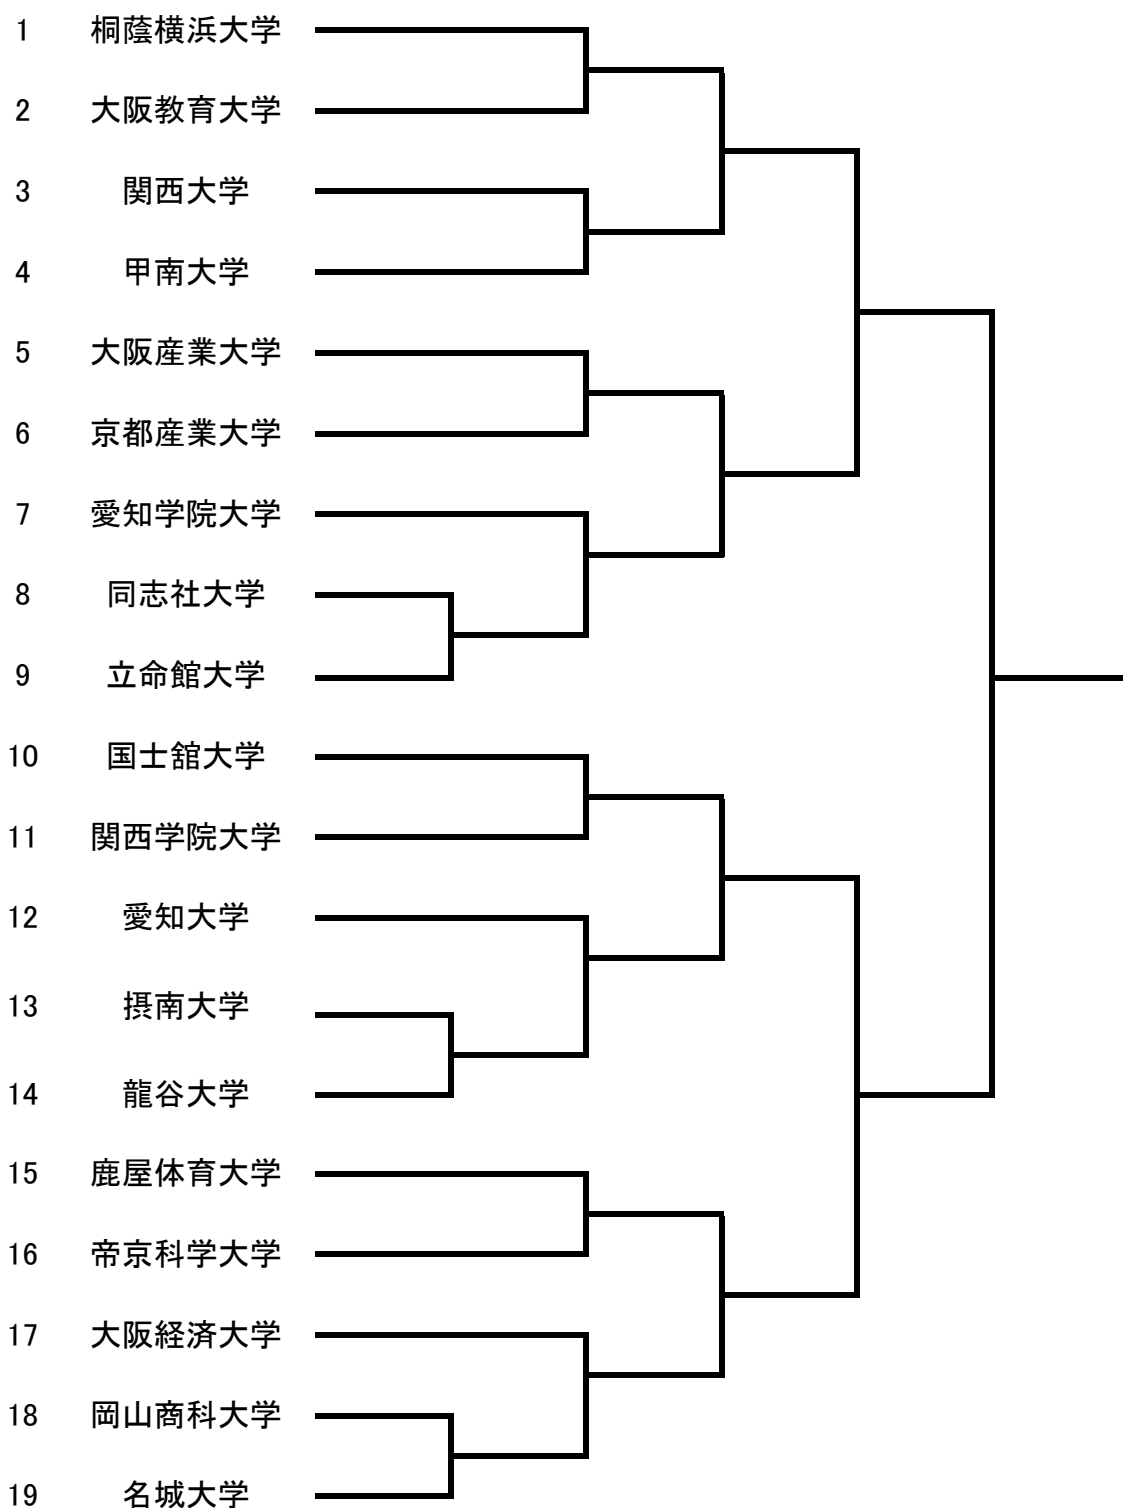 1 桐蔭横浜大学
2 大阪教育大学
3 関西大学
4 甲南大学
5 大阪産業大学
6 京都産業大学
7 愛知学院大学
8 同志社大学
9 立命館大学
10 国士舘大学
11 関西学院大学
12 愛知大学
13 摂南大学
14 龍谷大学
15 鹿屋体育大学
16 帝京科学大学
17 大阪経済大学
18 岡山商科大学
19 名城大学